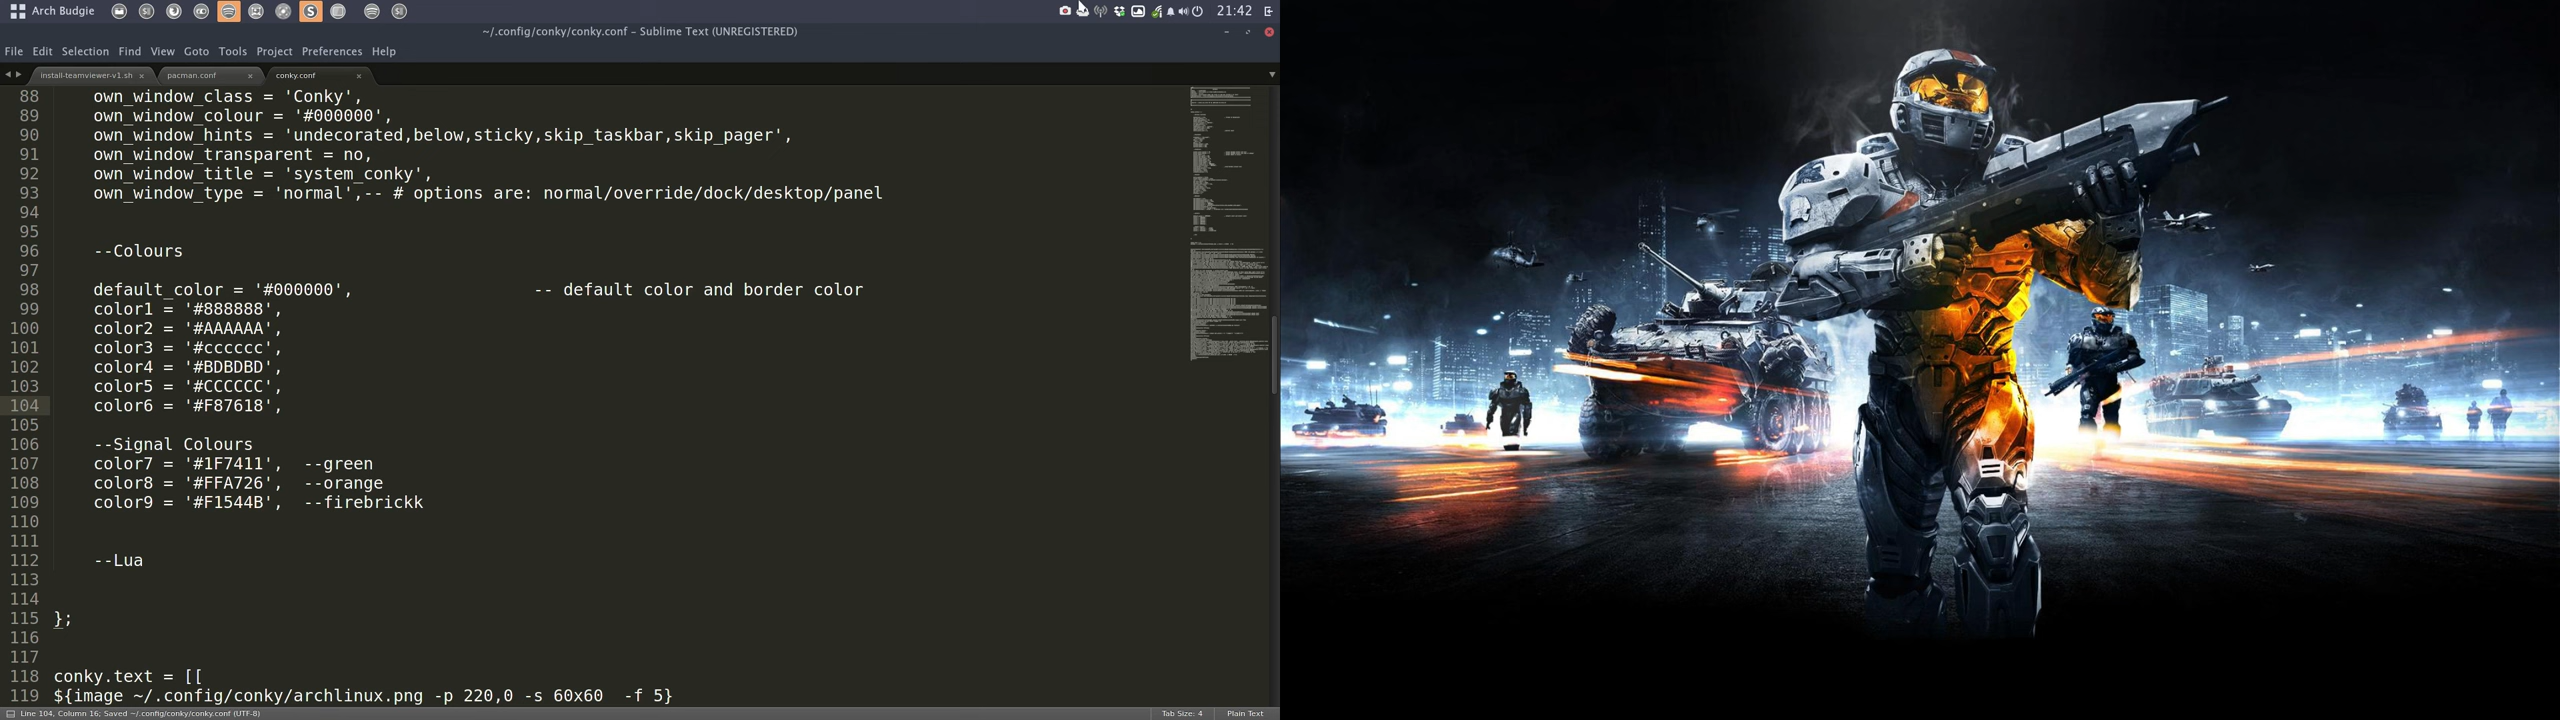 Arch Budgie
21:42
~/.config/conky/conky.conf – Sublime Text (UNREGISTERED)
File Edit Selection Find View Goto Tools Project Preferences Help
install-teamviewer-v1.sh
pacman.conf
conky.conf
88 own_window_class = 'Conky',
89 own_window_colour = '#000000',
90 own_window_hints = 'undecorated,below,sticky,skip_taskbar,skip_pager',
91 own_window_transparent = no,
92 own_window_title = 'system_conky',
93 own_window_type = 'normal',-- # options are: normal/override/dock/desktop/panel
94
95
96 --Colours
97
98 default_color = '#000000', -- default color and border color
99 color1 = '#888888',
100 color2 = '#AAAAAA',
101 color3 = '#cccccc',
102 color4 = '#BDBDBD',
103 color5 = '#CCCCCC',
104 color6 = '#F87618',
105
106 --Signal Colours
107 color7 = '#1F7411', --green
108 color8 = '#FFA726', --orange
109 color9 = '#F1544B', --firebrickk
110
111
112 --Lua
113
114
115 };
116
117
118 conky.text = [[
119 ${image ~/.config/conky/archlinux.png -p 220,0 -s 60x60 -f 5}
Line 104, Column 16; Saved ~/.config/conky/conky.conf (UTF-8)
Tab Size: 4
Plain Text